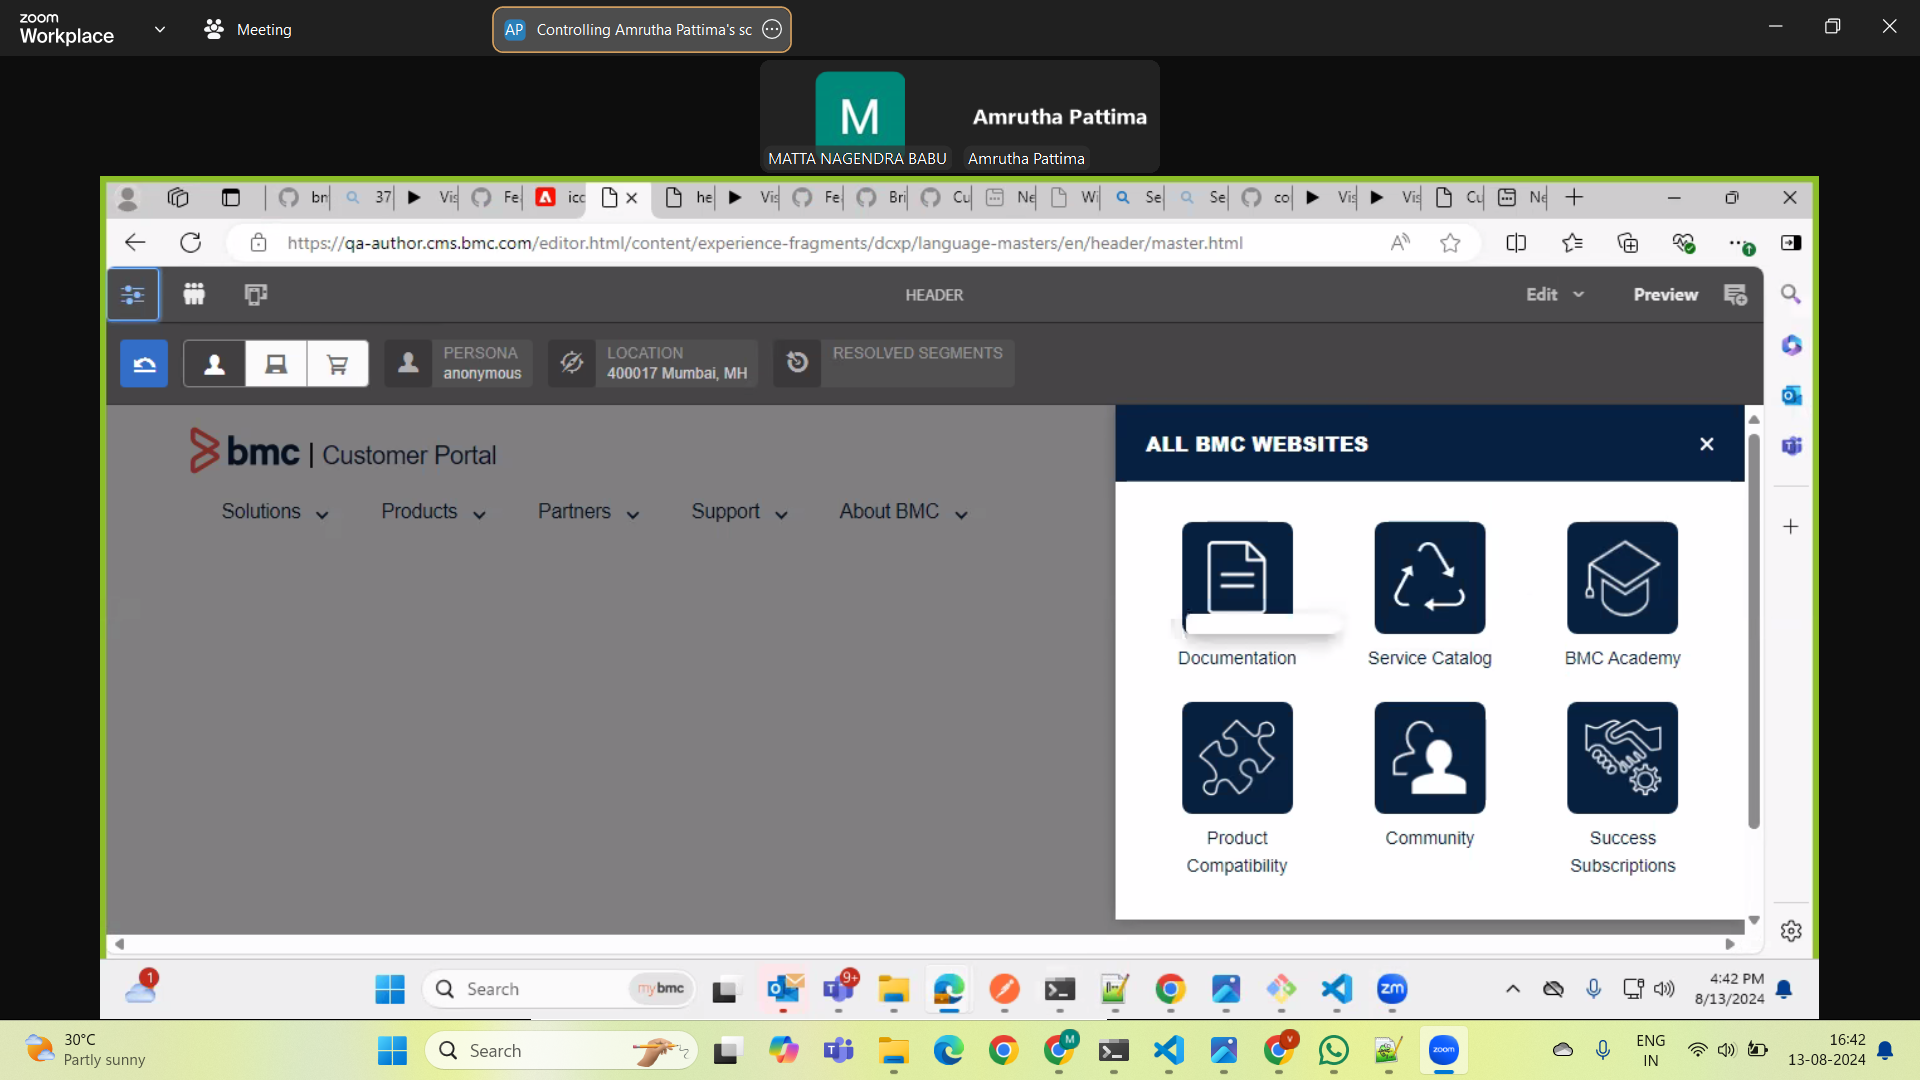 zoom
Workplace
Meeting
AP Controlling Amrutha Pattima's sc
M
Amrutha Pattima
MATTA NAGENDRA BABU
Amrutha Pattima
bn 37 Vis Fe icc he Vis Fe Bri Cu Ne Wi Se Se co Vis Vis Cu Ne
https://qa-author.cms.bmc.com/editor.html/content/experience-fragments/dcxp/language-masters/en/header/master.html
HEADER
Edit
Preview
PERSONA
anonymous
LOCATION
400017 Mumbai, MH
RESOLVED SEGMENTS
bmc | Customer Portal
ALL BMC WEBSITES
Solutions
Products
Partners
Support
About BMC
Documentation
Service Catalog
BMC Academy
Product
Compatibility
Community
Success
Subscriptions
1
Search
mybmc
9+
zm
4:42 PM
8/13/2024
30°C
Partly sunny
Search
M
V
zoom
ENG
IN
16:42
13-08-2024